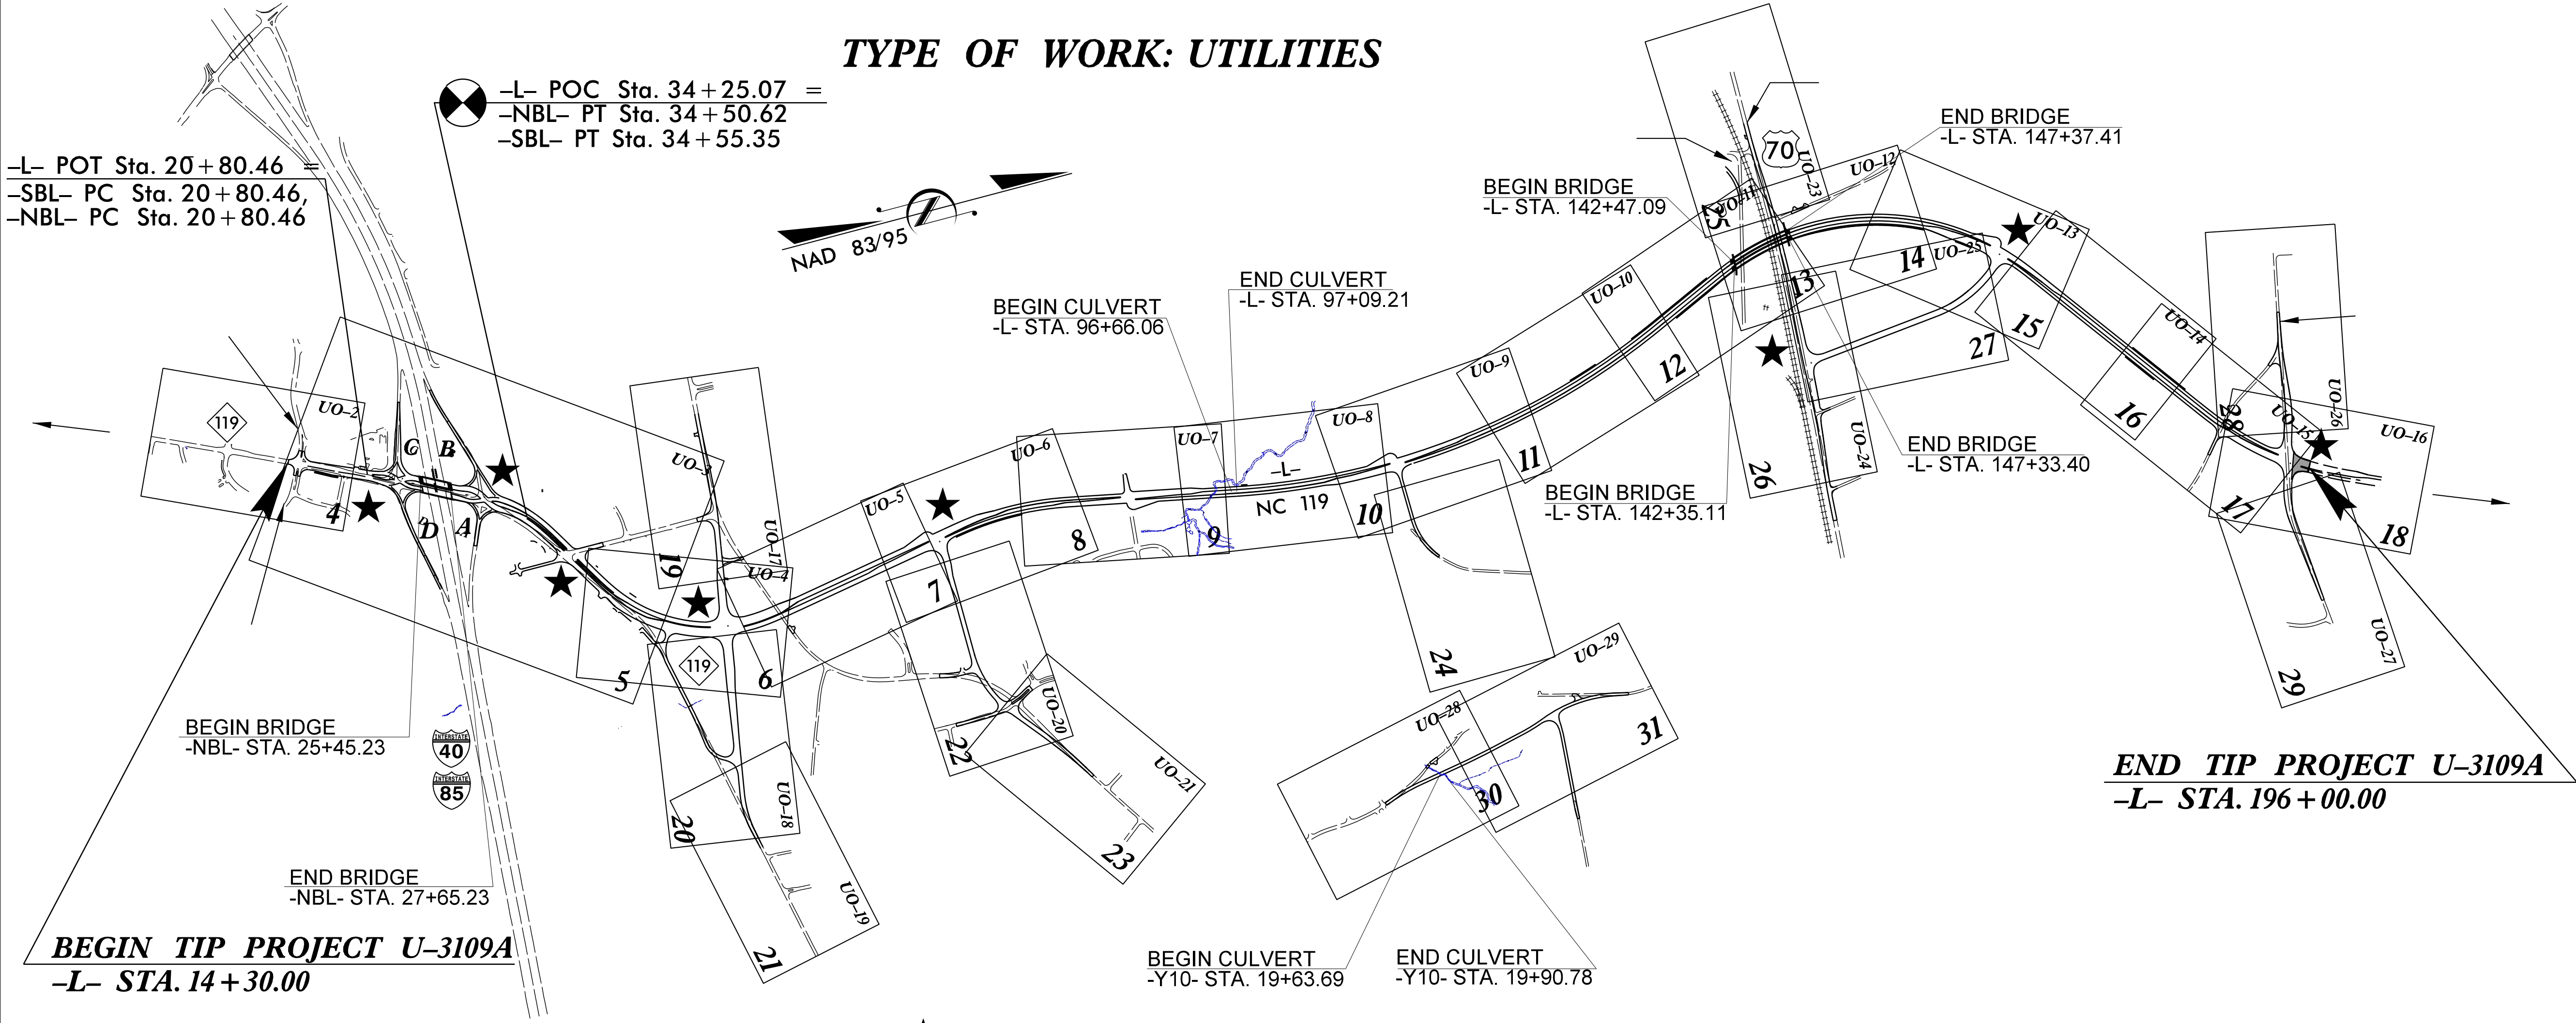 TYPE OF WORK: UTILITIES
–L– POC Sta. 34+25.07 =
–NBL– PT Sta. 34+50.62
–SBL– PT Sta. 34+55.35
–L– POT Sta. 20+80.46 =
–SBL– PC Sta. 20+80.46,
–NBL– PC Sta. 20+80.46
NAD 83/95
BEGIN CULVERT
-L- STA. 96+66.06
END CULVERT
-L- STA. 97+09.21
BEGIN BRIDGE
-L- STA. 142+47.09
END BRIDGE
-L- STA. 147+37.41
70
UO–23
UO–12
UO–11
25
UO–13
UO–10
13
14
UO–25
15
27
12
UO–14
16
UO–26
28
UO–15
UO–16
17
18
29
UO–27
26
UO–24
END BRIDGE
-L- STA. 147+33.40
BEGIN BRIDGE
-L- STA. 142+35.11
119
UO–2
4
C
B
D
A
UO–3
19
UO–17
UO–4
5
119
6
UO–5
7
UO–6
8
UO–7
9
–L–
NC 119
UO–8
10
UO–9
11
24
20
UO–18
21
UO–19
22
UO–20
UO–21
23
UO–28
30
UO–29
31
BEGIN BRIDGE
-NBL- STA. 25+45.23
INTERSTATE
40
INTERSTATE
85
END BRIDGE
-NBL- STA. 27+65.23
BEGIN TIP PROJECT U–3109A
–L– STA. 14+30.00
BEGIN CULVERT
-Y10- STA. 19+63.69
END CULVERT
-Y10- STA. 19+90.78
END TIP PROJECT U–3109A
–L– STA. 196+00.00